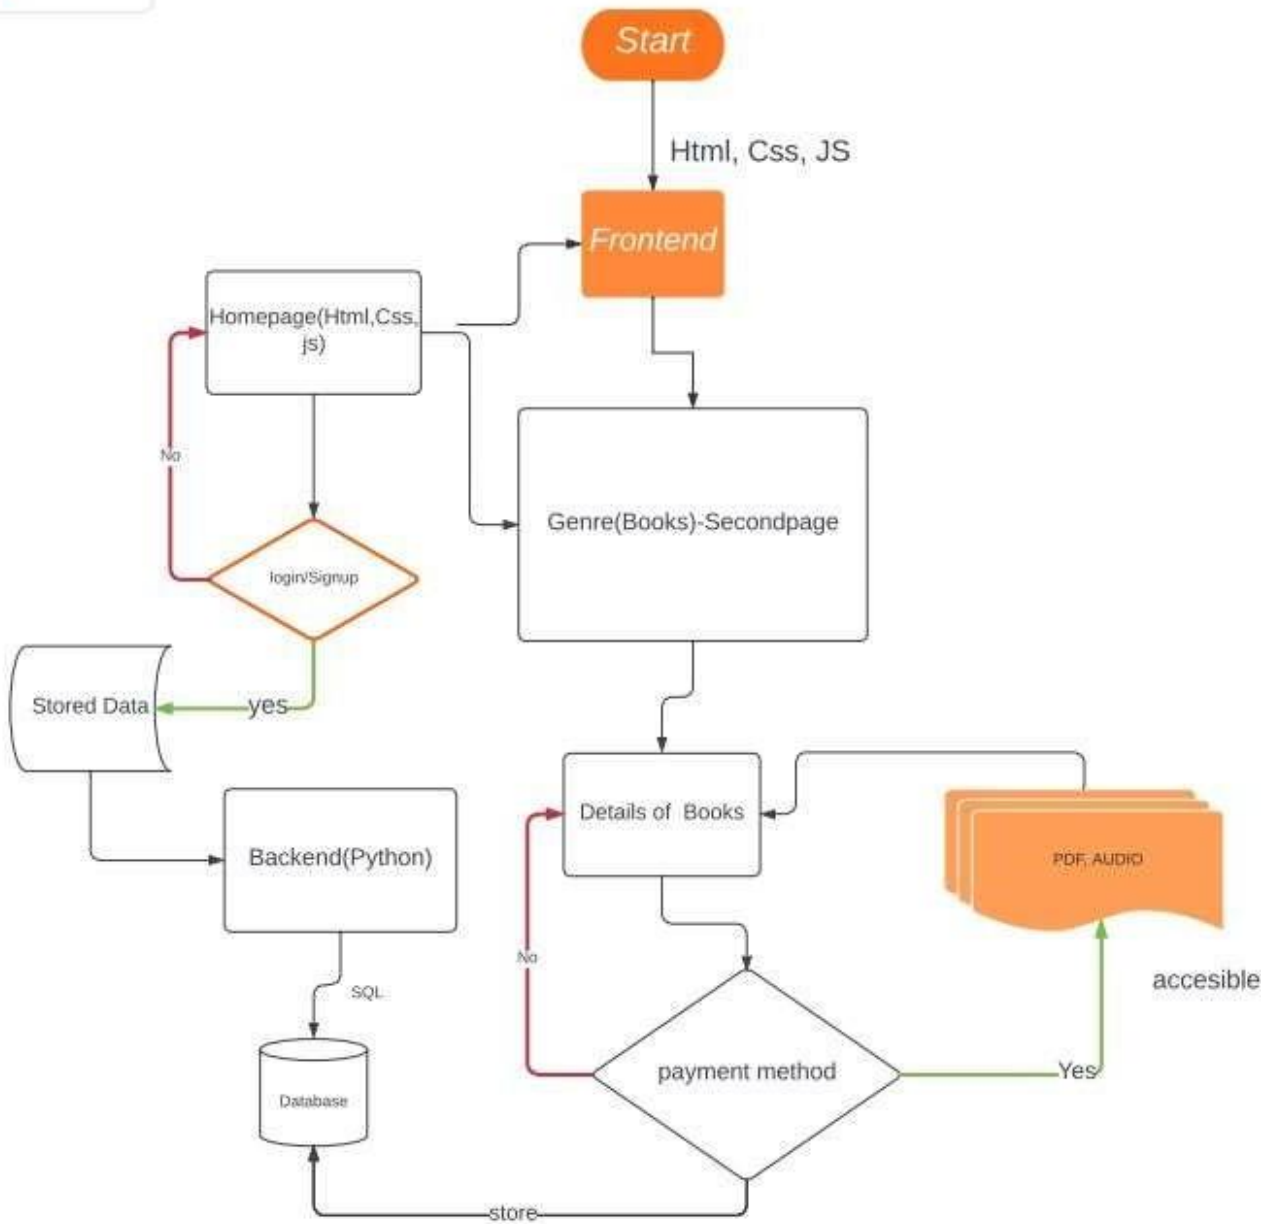 Start
Html, Css, JS
Frontend
Homepage(Html,Css,
js)
No
Genre(Books)-Secondpage
login/Signup
Stored Data
yes
Details of Books
Backend(Python)
PDF, AUDIO
No
accesible
SQL
payment method
Yes
Database
store